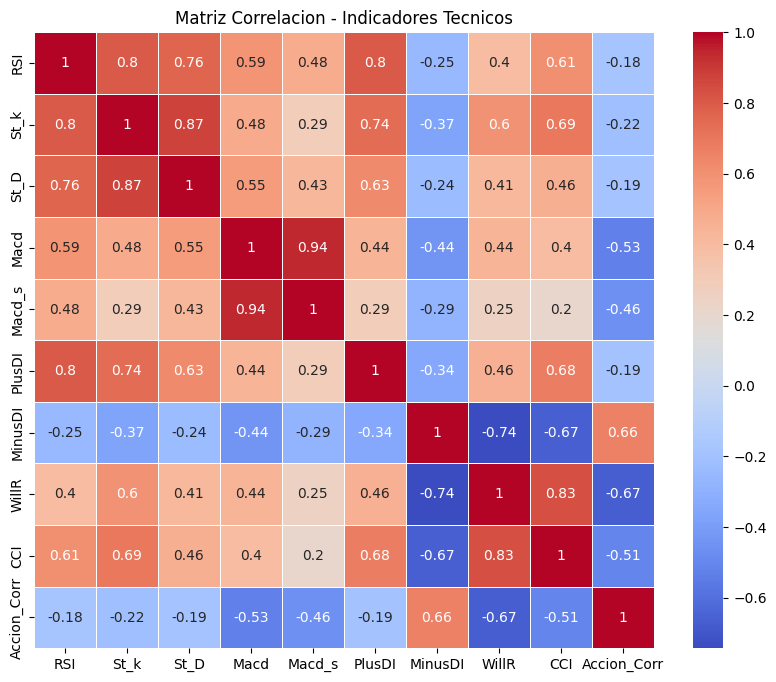 Matriz Correlacion - Indicadores Tecnicos
RSI 1 0.8 0.76 0.59 0.48 0.8 -0.25 0.4 0.61 -0.18
St_k 0.8 1 0.87 0.48 0.29 0.74 -0.37 0.6 0.69 -0.22
St_D 0.76 0.87 1 0.55 0.43 0.63 -0.24 0.41 0.46 -0.19
Macd 0.59 0.48 0.55 1 0.94 0.44 -0.44 0.44 0.4 -0.53
Macd_s 0.48 0.29 0.43 0.94 1 0.29 -0.29 0.25 0.2 -0.46
PlusDI 0.8 0.74 0.63 0.44 0.29 1 -0.34 0.46 0.68 -0.19
MinusDI -0.25 -0.37 -0.24 -0.44 -0.29 -0.34 1 -0.74 -0.67 0.66
WillR 0.4 0.6 0.41 0.44 0.25 0.46 -0.74 1 0.83 -0.67
CCI 0.61 0.69 0.46 0.4 0.2 0.68 -0.67 0.83 1 -0.51
Accion_Corr -0.18 -0.22 -0.19 -0.53 -0.46 -0.19 0.66 -0.67 -0.51 1
RSI St_k St_D Macd Macd_s PlusDI MinusDI WillR CCI Accion_Corr
1.0
0.8
0.6
0.4
0.2
0.0
−0.2
−0.4
−0.6